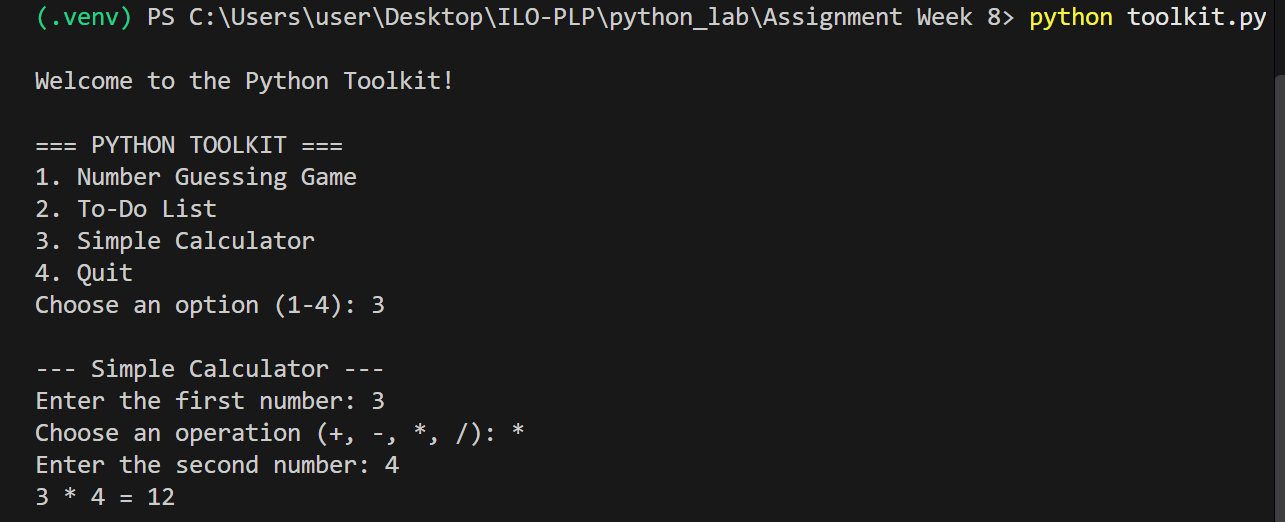 (.venv) PS C:\Users\user\Desktop\ILO-PLP\python_lab\Assignment Week 8> python toolkit.py
Welcome to the Python Toolkit!
=== PYTHON TOOLKIT ===
1. Number Guessing Game
2. To-Do List
3. Simple Calculator
4. Quit
Choose an option (1-4): 3
--- Simple Calculator ---
Enter the first number: 3
Choose an operation (+, -, *, /): *
Enter the second number: 4
3 * 4 = 12